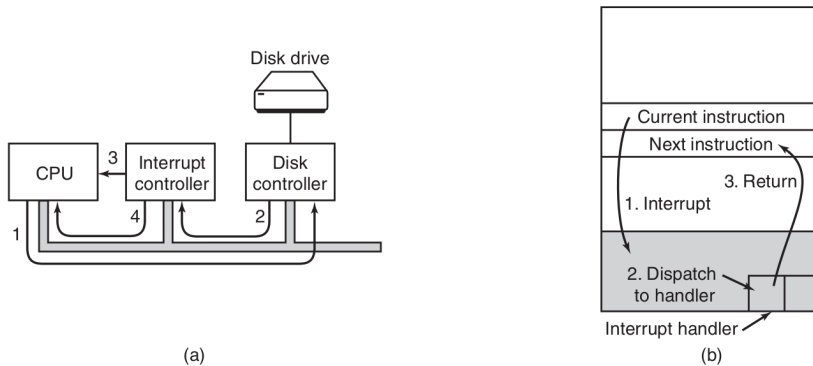 Disk drive
CPU
3
Interrupt
controller
Disk
controller
1
4
2
(a)
Current instruction
Next instruction
3. Return
1. Interrupt
2. Dispatch
to handler
Interrupt handler
(b)